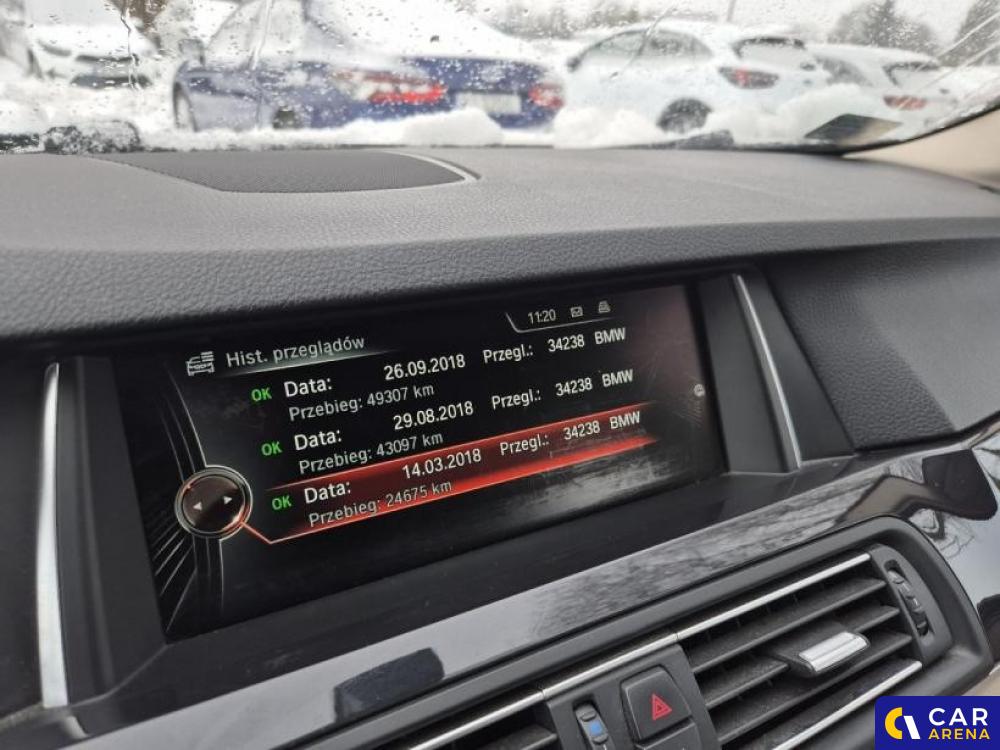 11:20
Hist. przeglądów
OK Data: 26.09.2018 Przegl.: 34238 BMW
Przebieg: 49307 km
OK Data: 29.08.2018 Przegl.: 34238 BMW
Przebieg: 43097 km
OK Data: 14.03.2018 Przegl.: 34238 BMW
Przebieg: 24675 km
CAR
ARENA